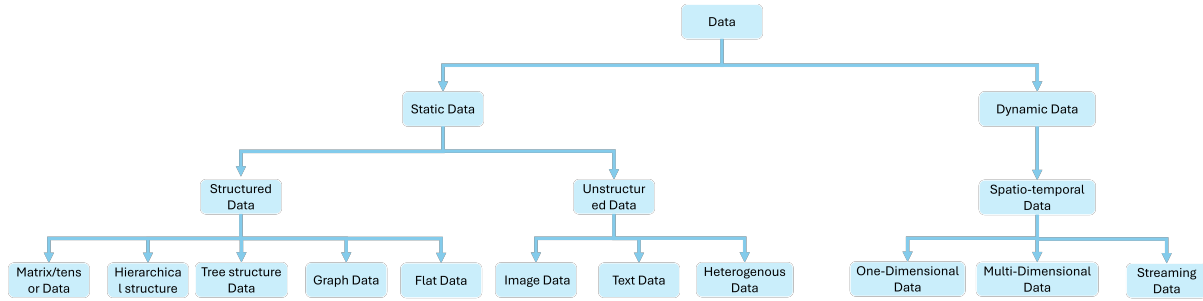 Data
Static Data
Dynamic Data
Structured
Data
Unstructur
ed Data
Spatio-temporal
Data
Matrix/tens
or Data
Hierarchica
l structure
Tree structure
Data
Graph Data
Flat Data
Image Data
Text Data
Heterogenous
Data
One-Dimensional
Data
Multi-Dimensional
Data
Streaming
Data